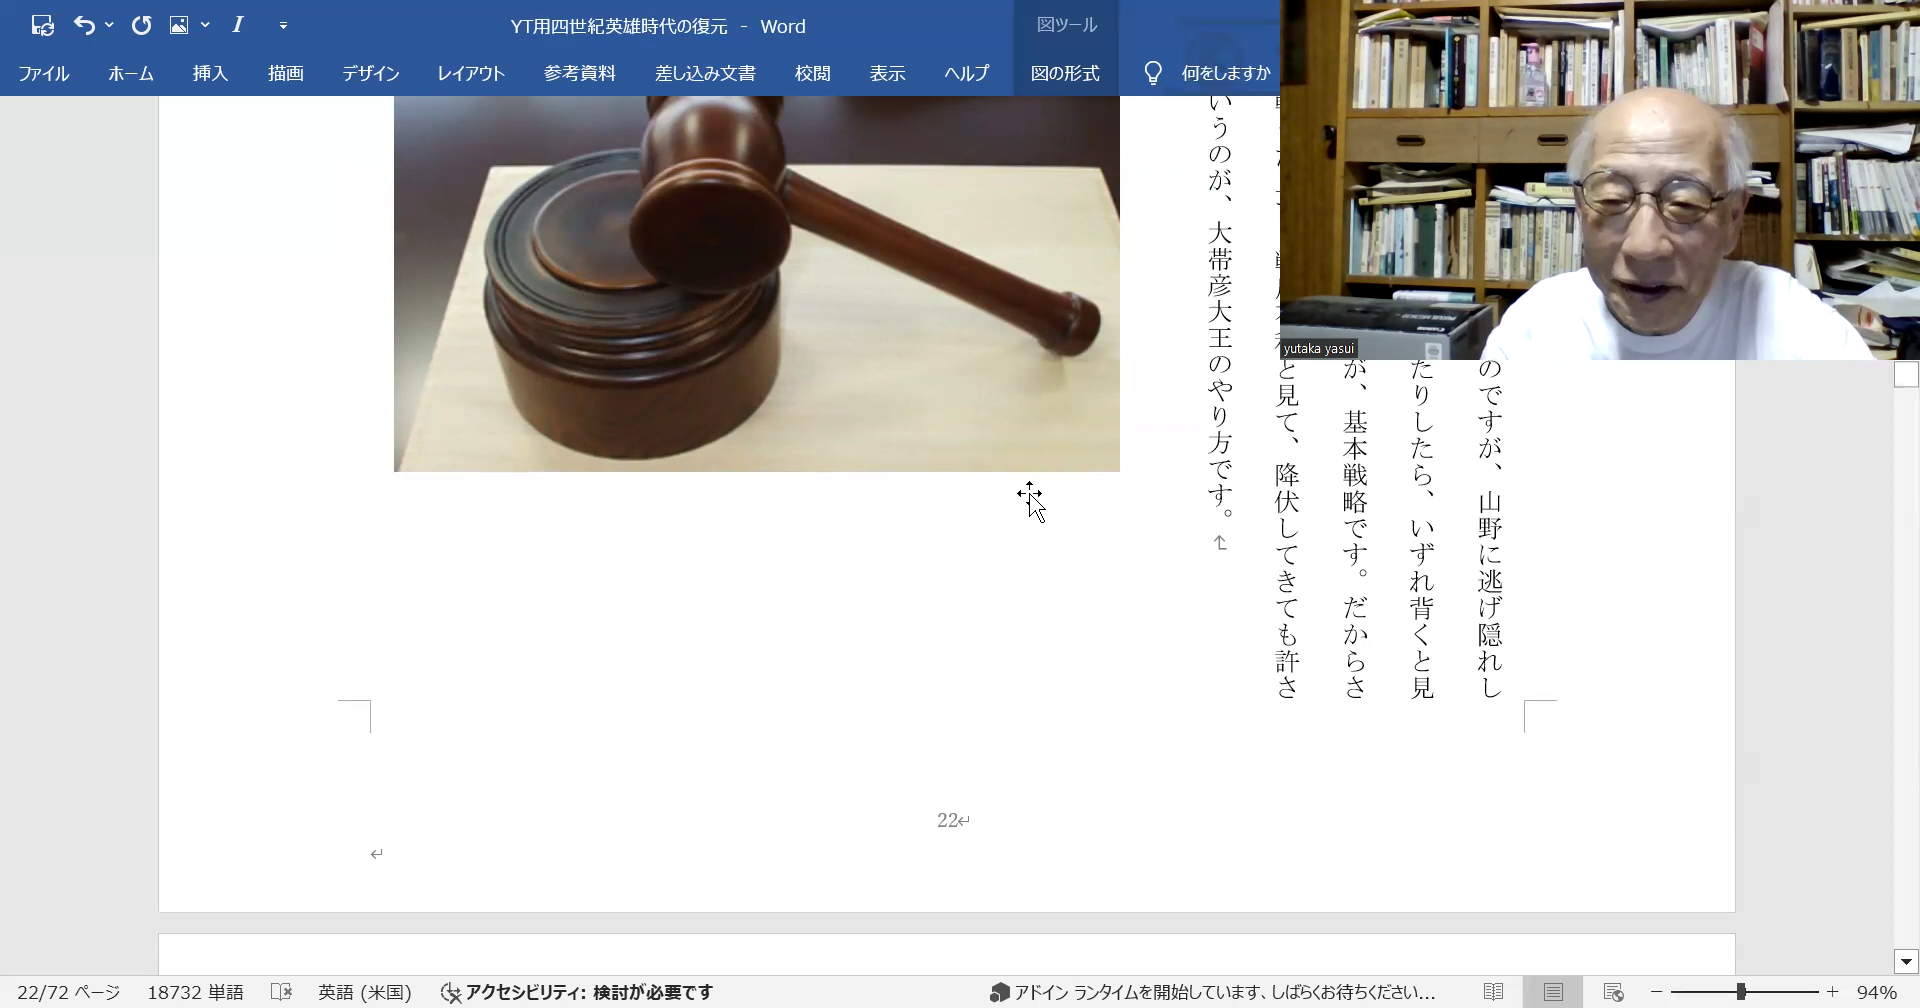 YT用四世紀英雄時代の復元 - Word
図ツール
ファイル ホーム 挿入 描画 デザイン レイアウト 参考資料 差し込み文書 校閲 表示 ヘルプ 図の形式 何をしますか
yutaka yasui
のですが、山野に逃げ隠れし
たりしたら、いずれ背くと見
が、基本戦略です。だからさ
と見て、降伏してきても許さ
いうのが、大帯彦大王のやり方です。
22
22/72 ページ 18732 単語 英語 (米国) アクセシビリティ: 検討が必要です アドイン ランタイムを開始しています、しばらくお待ちください... 94%